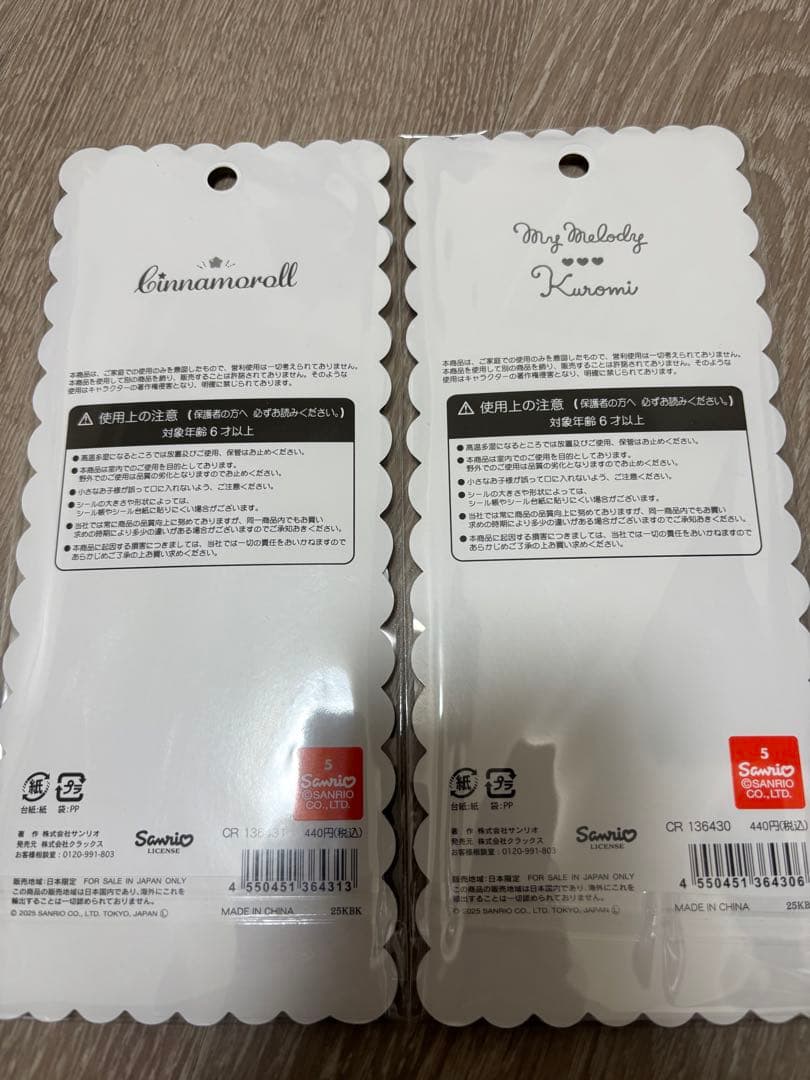 Cinnamoroll
本商品は、ご家庭での使用のみを意図したもので、営利使用は一切考えられておりません。
本商品を使用して別の商品を飾り、販売することは許諾されておりません。そのような
使用はキャラクターの著作権侵害となり、明確に禁じられております。
使用上の注意(保護者の方へ 必ずお読みください。)
対象年齢6才以上
●高温多湿になるところでは放置及びご使用、保管はお止めください。
●本商品は室内でのご使用を目的としております。
野外でのご使用は品質の劣化となりますのでお止めください。
●小さなお子様が誤って口に入れないよう、ご注意ください。
●シールの大きさや形状によっては、
シール帳やシール台紙に貼りにくい場合がございます。
●当社では常に商品の品質向上に努めておりますが、同一商品内でもお買い
求めの時期により多少の違いがある場合がございますのでご承知おきください。
●本商品に起因する損害につきましては、当社では一切の責任をおいかねますので
あらかじめご了承の上お買い求めください。
紙
プラ
台紙:紙 袋:PP
5
Sanrio
©SANRIO
CO., LTD.
著作 株式会社サンリオ
発売元 株式会社クラックス
お客様相談室:0120-991-803
Sanrio
LICENSE
CR 136431 440円(税込)
4 550451 364313
販売地域:日本限定 FOR SALE IN JAPAN ONLY
この商品の販売地域は日本国内であり、海外にこれを
輸出することは一切認められておりません。
© 2025 SANRIO CO., LTD. TOKYO, JAPAN Ⓛ
MADE IN CHINA 25KBK
My Melody
Kuromi
本商品は、ご家庭での使用のみを意図したもので、営利使用は一切考えられておりません。
本商品を使用して別の商品を飾り、販売することは許諾されておりません。そのような
使用はキャラクターの著作権侵害となり、明確に禁じられております。
使用上の注意(保護者の方へ 必ずお読みください。)
対象年齢6才以上
●高温多湿になるところでは放置及びご使用、保管はお止めください。
●本商品は室内でのご使用を目的としております。
野外でのご使用は品質の劣化となりますのでお止めください。
●小さなお子様が誤って口に入れないよう、ご注意ください。
●シールの大きさや形状によっては、
シール帳やシール台紙に貼りにくい場合がございます。
●当社では常に商品の品質向上に努めておりますが、同一商品内でもお買い
求めの時期により多少の違いがある場合がございますのでご承知おきください。
●本商品に起因する損害につきましては、当社では一切の責任をおいかねますので
あらかじめご了承の上お買い求めください。
紙
プラ
台紙:紙 袋:PP
5
Sanrio
©SANRIO
CO., LTD.
著作 株式会社サンリオ
発売元 株式会社クラックス
お客様相談室:0120-991-803
Sanrio
LICENSE
CR 136430 440円(税込)
4 550451 364306
販売地域:日本限定 FOR SALE IN JAPAN ONLY
この商品の販売地域は日本国内であり、海外にこれを
輸出することは一切認められておりません。
© 2025 SANRIO CO., LTD. TOKYO, JAPAN Ⓛ
MADE IN CHINA 25KBK